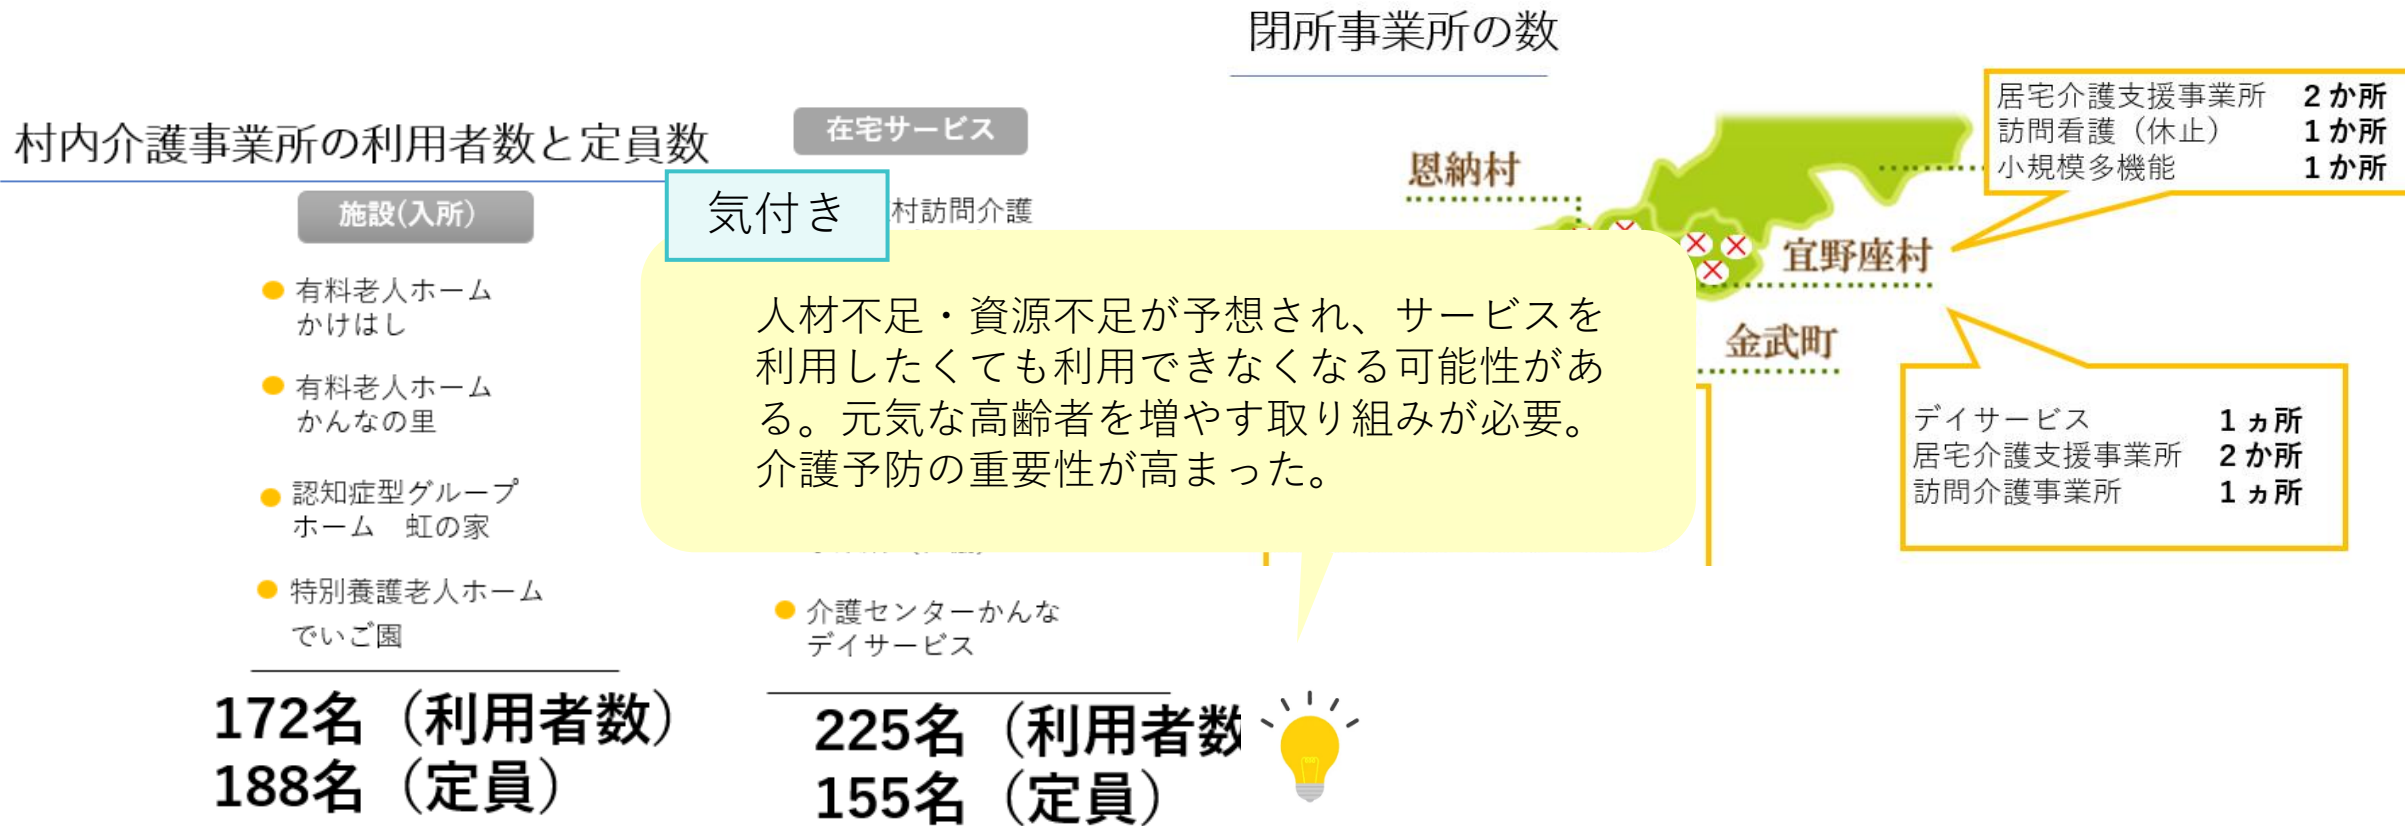 閉所事業所の数
村内介護事業所の利用者数と定員数
施設(入所)
有料老人ホーム
かけはし
有料老人ホーム
かんなの里
認知症型グループ
ホーム 虹の家
特別養護老人ホーム
でいご園
172名（利用者数）
188名（定員）
在宅サービス
村訪問介護
介護センターかんな
デイサービス
225名（利用者数
155名（定員）
気付き
人材不足・資源不足が予想され、サービスを
利用したくても利用できなくなる可能性があ
る。元気な高齢者を増やす取り組みが必要。
介護予防の重要性が高まった。
恩納村
宜野座村
金武町
居宅介護支援事業所 2か所
訪問看護（休止） 1か所
小規模多機能 1か所
デイサービス 1ヵ所
居宅介護支援事業所 2か所
訪問介護事業所 1ヵ所